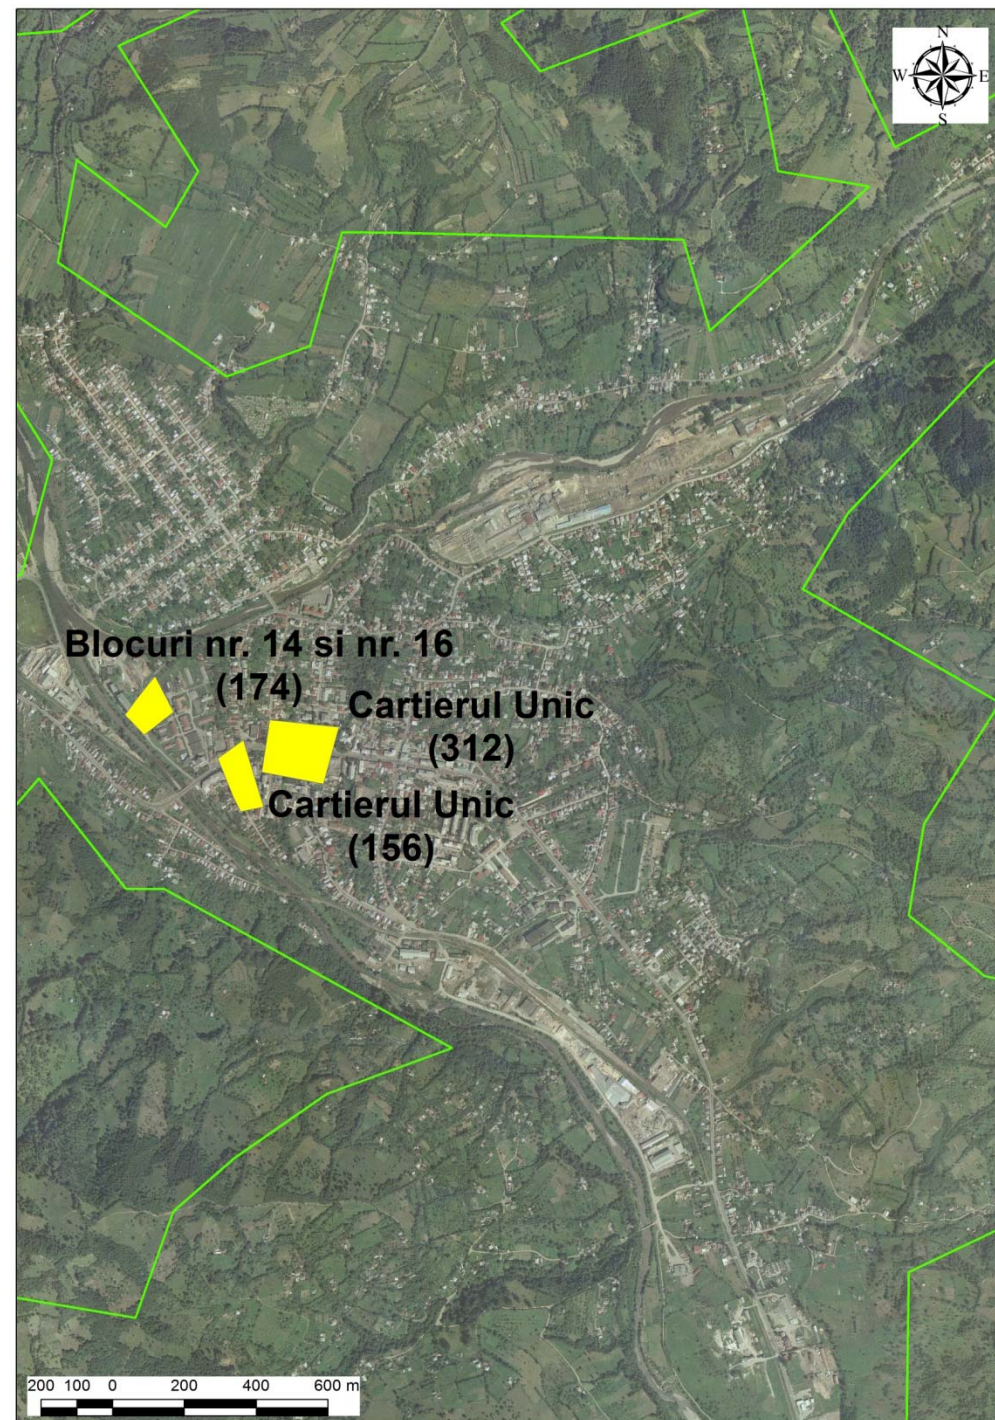 N
W E
S
Blocuri nr. 14 si nr. 16
(174)
Cartierul Unic
(312)
Cartierul Unic
(156)
200 100 0 200 400 600 m